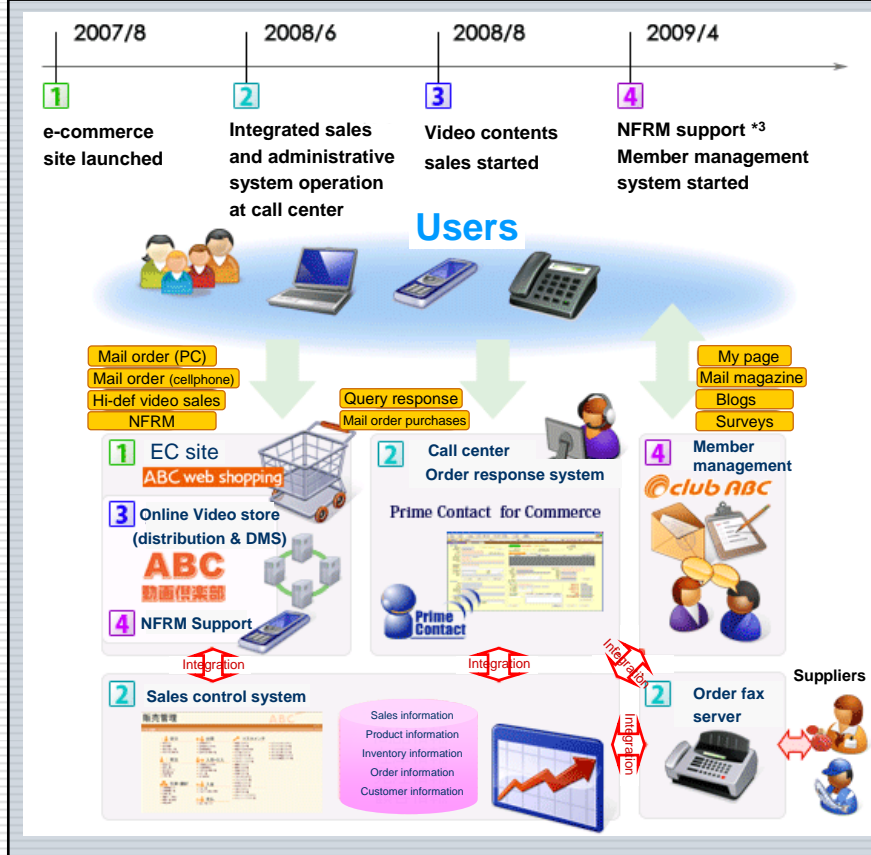 2007/8
2008/6
2008/8
2009/4
1
2
3
4
e-commerce
site launched
Integrated sales
and administrative
system operation
at call center
Video contents
sales started
NFRM support *3
Member management
system started
Users
Mail order (PC)
Mail order (cellphone)
Hi-def video sales
NFRM
Query response
Mail order purchases
My page
Mail magazine
Blogs
Surveys
1 EC site
ABC web shopping
3 Online Video store
(distribution & DMS)
ABC
動画倶楽部
4 NFRM Support
2 Call center
Order response system
Prime Contact for Commerce
Prime
Contact
4 Member
management
club ABC
Integration
Integration
Integration
Integration
2 Sales control system
販売管理
ABC
Sales information
Product information
Inventory information
Order information
Customer information
2 Order fax
server
Suppliers